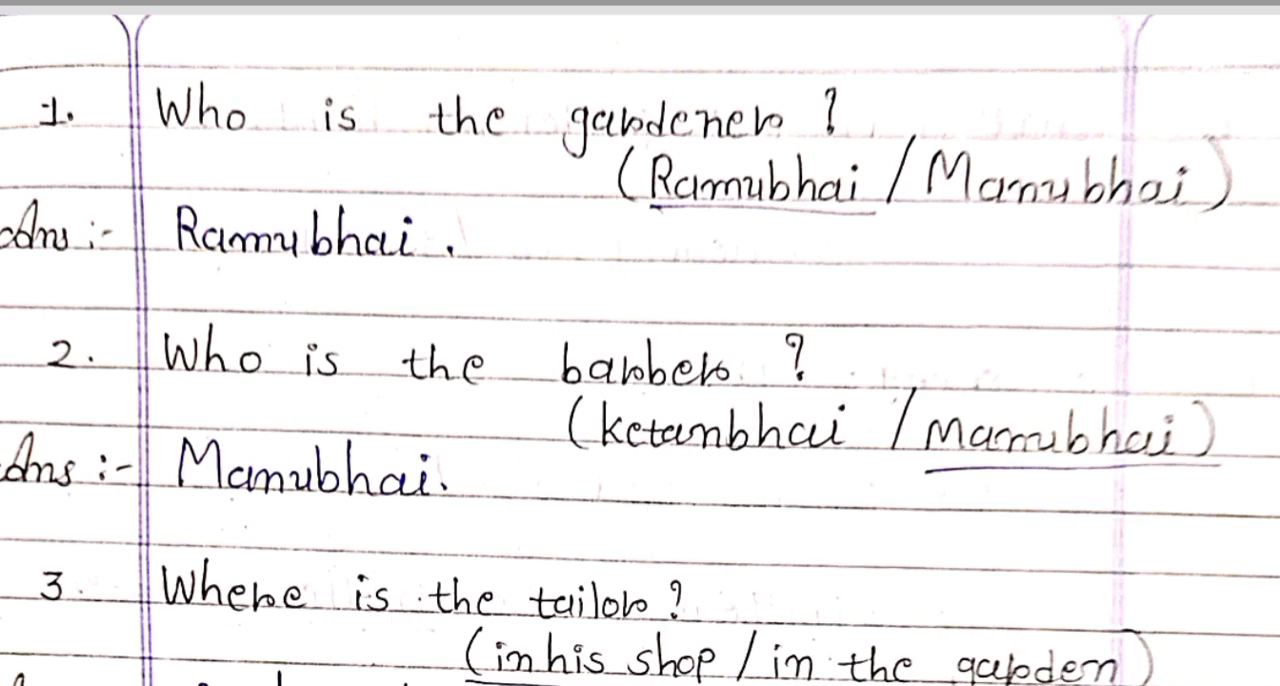 1. Who is the gardener ?
(Ramubhai / Manubhai)
Ans :- Ramubhai.
2. Who is the barber ?
(ketanbhai / Manubhai)
Ans :- Manubhai.
3. Where is the tailor ?
(in his shop / in the garden)